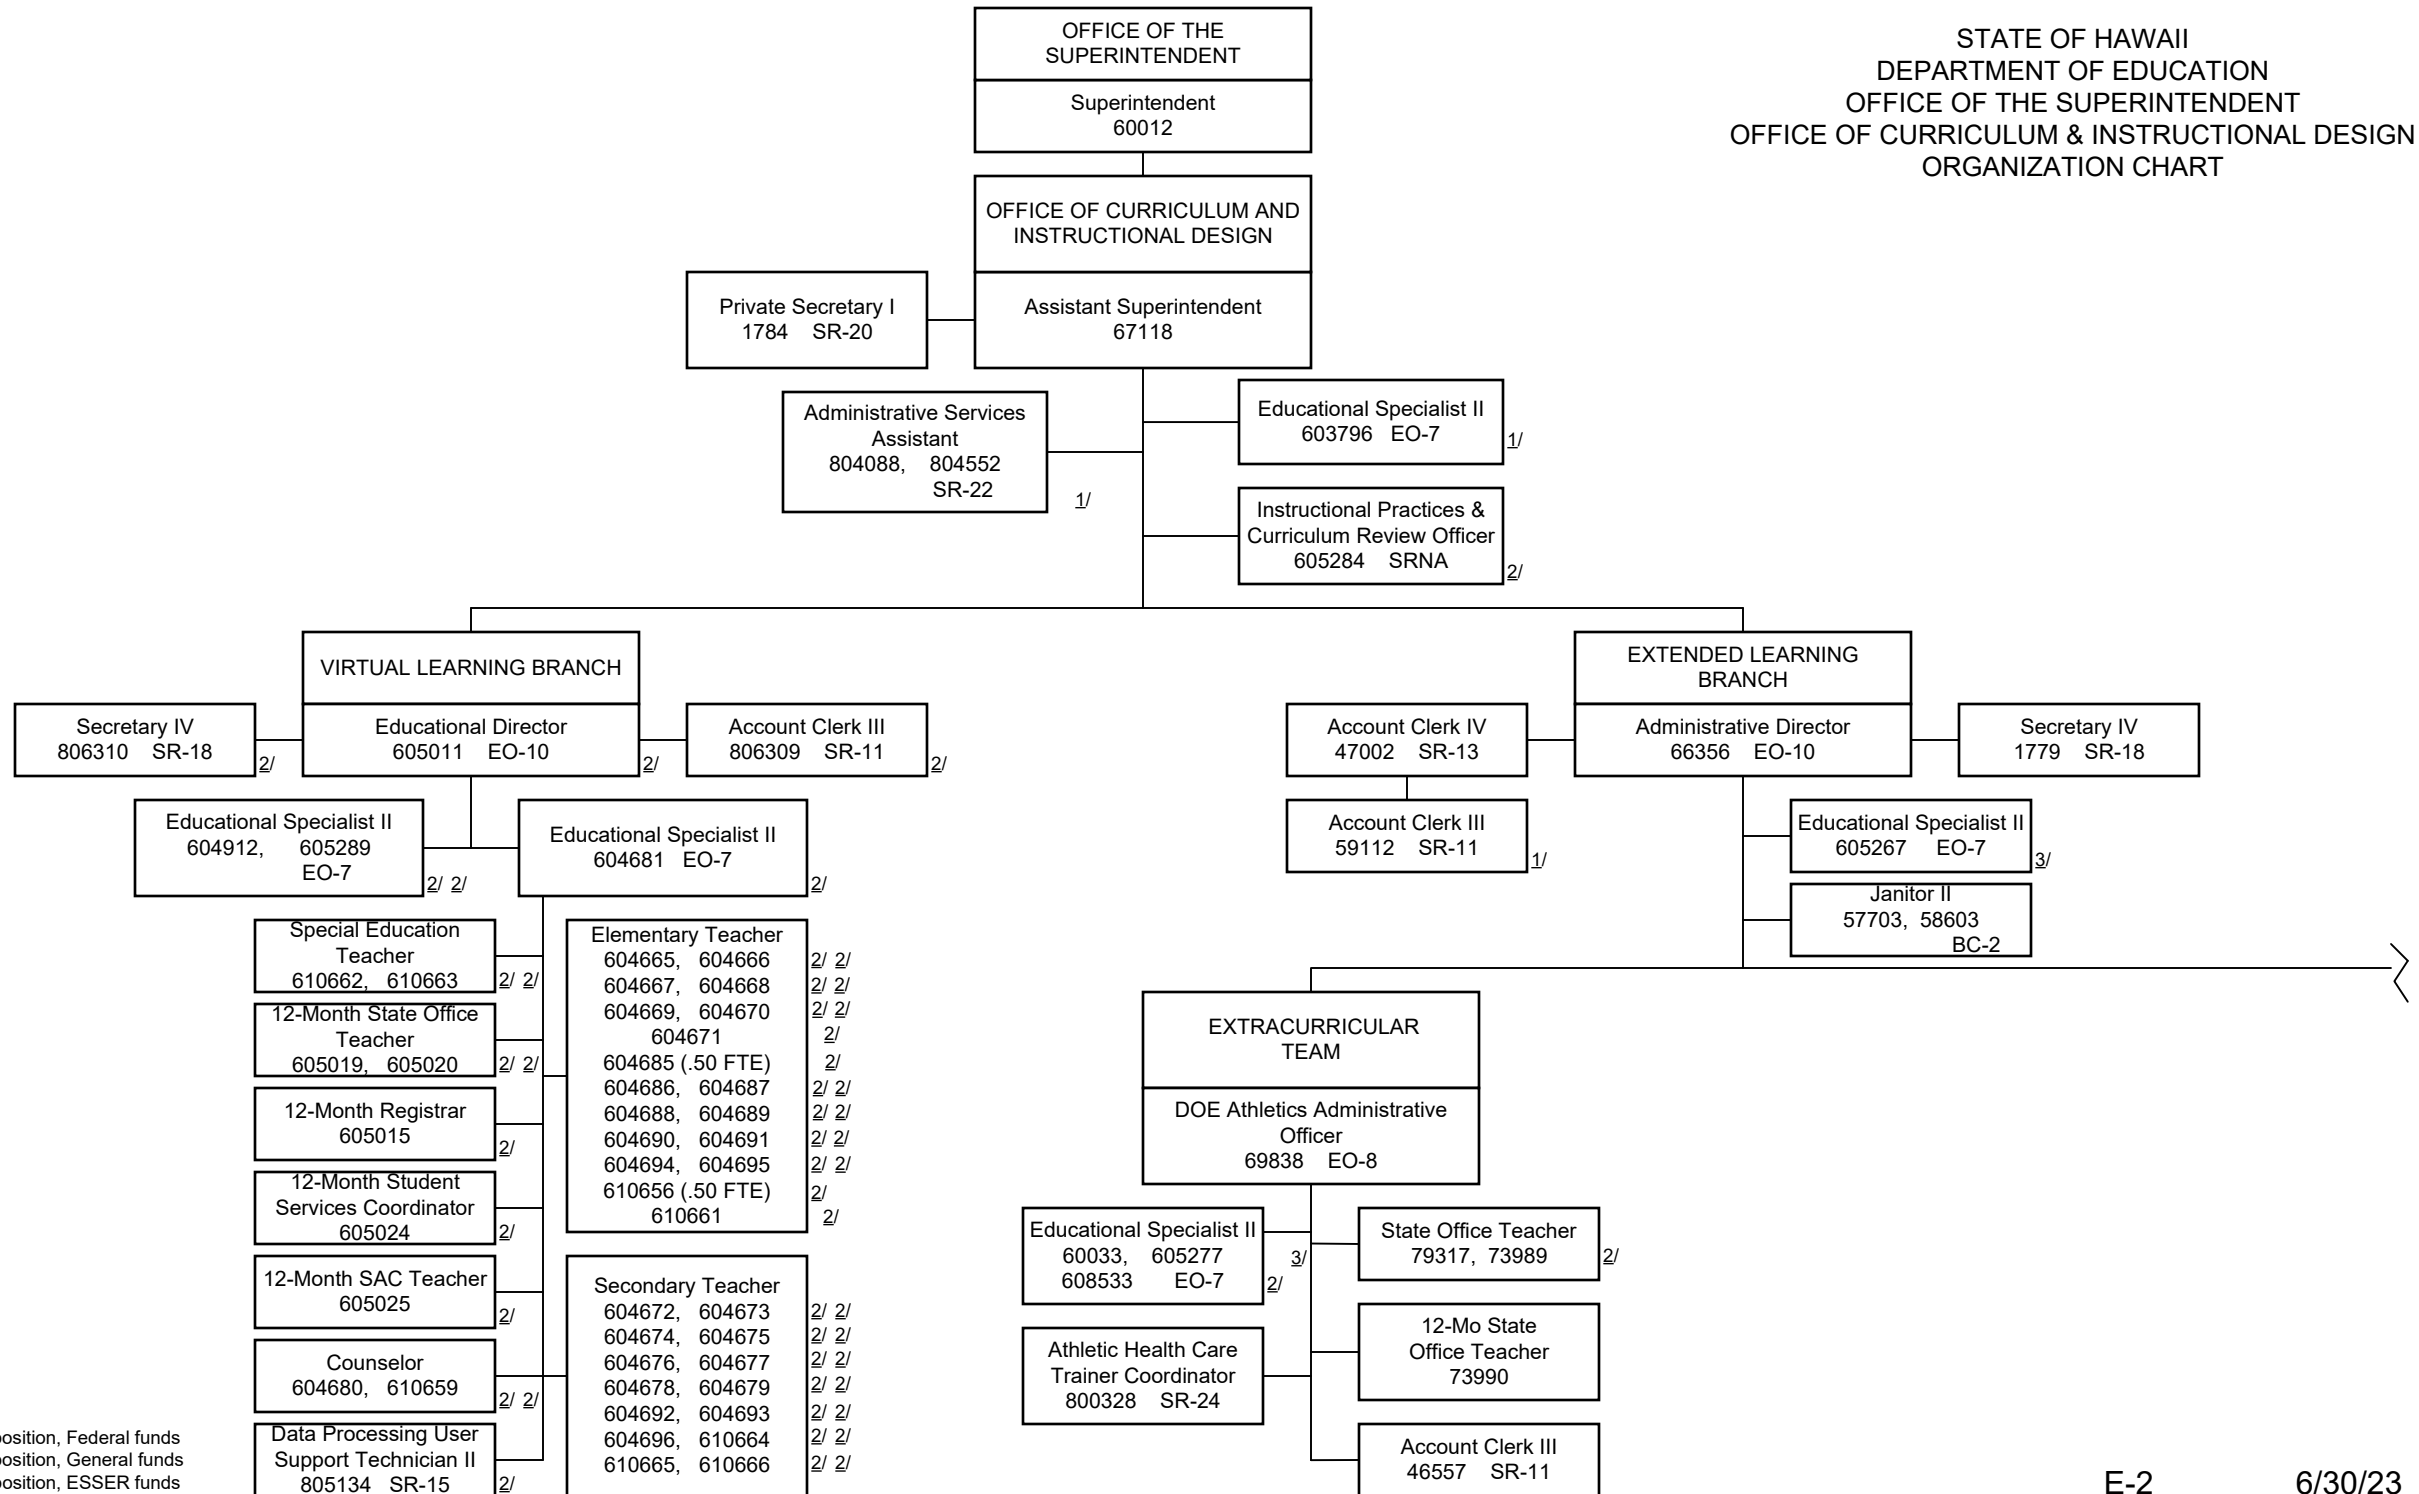 OFFICE OF THE
SUPERINTENDENT
Superintendent
60012
STATE OF HAWAII
DEPARTMENT OF EDUCATION
OFFICE OF THE SUPERINTENDENT
OFFICE OF CURRICULUM & INSTRUCTIONAL DESIGN
ORGANIZATION CHART
OFFICE OF CURRICULUM AND
INSTRUCTIONAL DESIGN
Assistant Superintendent
67118
Private Secretary I
1784 SR-20
Administrative Services
Assistant
804088, 804552
SR-22
1/
Educational Specialist II
603796 EO-7
1/
Instructional Practices &
Curriculum Review Officer
605284 SRNA
2/
VIRTUAL LEARNING BRANCH
Secretary IV
806310 SR-18
2/
Educational Director
605011 EO-10
2/
Account Clerk III
806309 SR-11
2/
Educational Specialist II
604912, 605289
EO-7
2/ 2/
Educational Specialist II
604681 EO-7
2/
Special Education
Teacher
610662, 610663
2/ 2/
12-Month State Office
Teacher
605019, 605020
2/ 2/
12-Month Registrar
605015
2/
12-Month Student
Services Coordinator
605024
2/
12-Month SAC Teacher
605025
2/
Counselor
604680, 610659
2/ 2/
Data Processing User
Support Technician II
805134 SR-15
2/
Elementary Teacher
604665, 604666 2/ 2/
604667, 604668 2/ 2/
604669, 604670 2/ 2/
604671 2/
604685 (.50 FTE) 2/
604686, 604687 2/ 2/
604688, 604689 2/ 2/
604690, 604691 2/ 2/
604694, 604695 2/ 2/
610656 (.50 FTE) 2/
610661 2/
Secondary Teacher
604672, 604673 2/ 2/
604674, 604675 2/ 2/
604676, 604677 2/ 2/
604678, 604679 2/ 2/
604692, 604693 2/ 2/
604696, 610664 2/ 2/
610665, 610666 2/ 2/
EXTENDED LEARNING
BRANCH
Account Clerk IV
47002 SR-13
Administrative Director
66356 EO-10
Secretary IV
1779 SR-18
Account Clerk III
59112 SR-11
1/
Educational Specialist II
605267 EO-7
3/
Janitor II
57703, 58603
BC-2
EXTRACURRICULAR
TEAM
DOE Athletics Administrative
Officer
69838 EO-8
Educational Specialist II
60033, 605277 3/
608533 EO-7 2/
State Office Teacher
79317, 73989 2/
Athletic Health Care
Trainer Coordinator
800328 SR-24
12-Mo State
Office Teacher
73990
Account Clerk III
46557 SR-11
Federal funds
General funds
ESSER funds
E-2 6/30/23